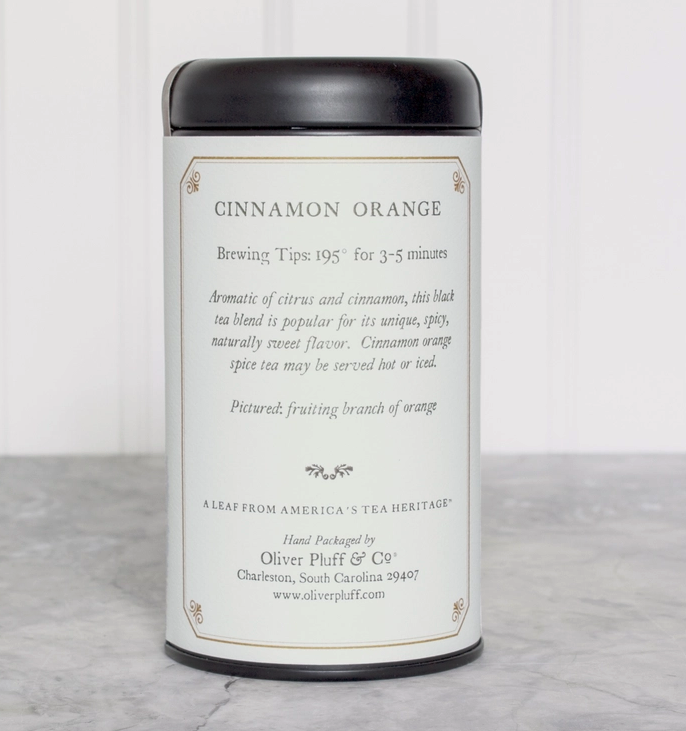 CINNAMON ORANGE
Brewing Tips: 195° for 3-5 minutes
Aromatic of citrus and cinnamon, this black
tea blend is popular for its unique, spicy,
naturally sweet flavor. Cinnamon orange
spice tea may be served hot or iced.
Pictured: fruiting branch of orange
A LEAF FROM AMERICA'S TEA HERITAGE®
Hand Packaged by
Oliver Pluff & Co®
Charleston, South Carolina 29407
www.oliverpluff.com